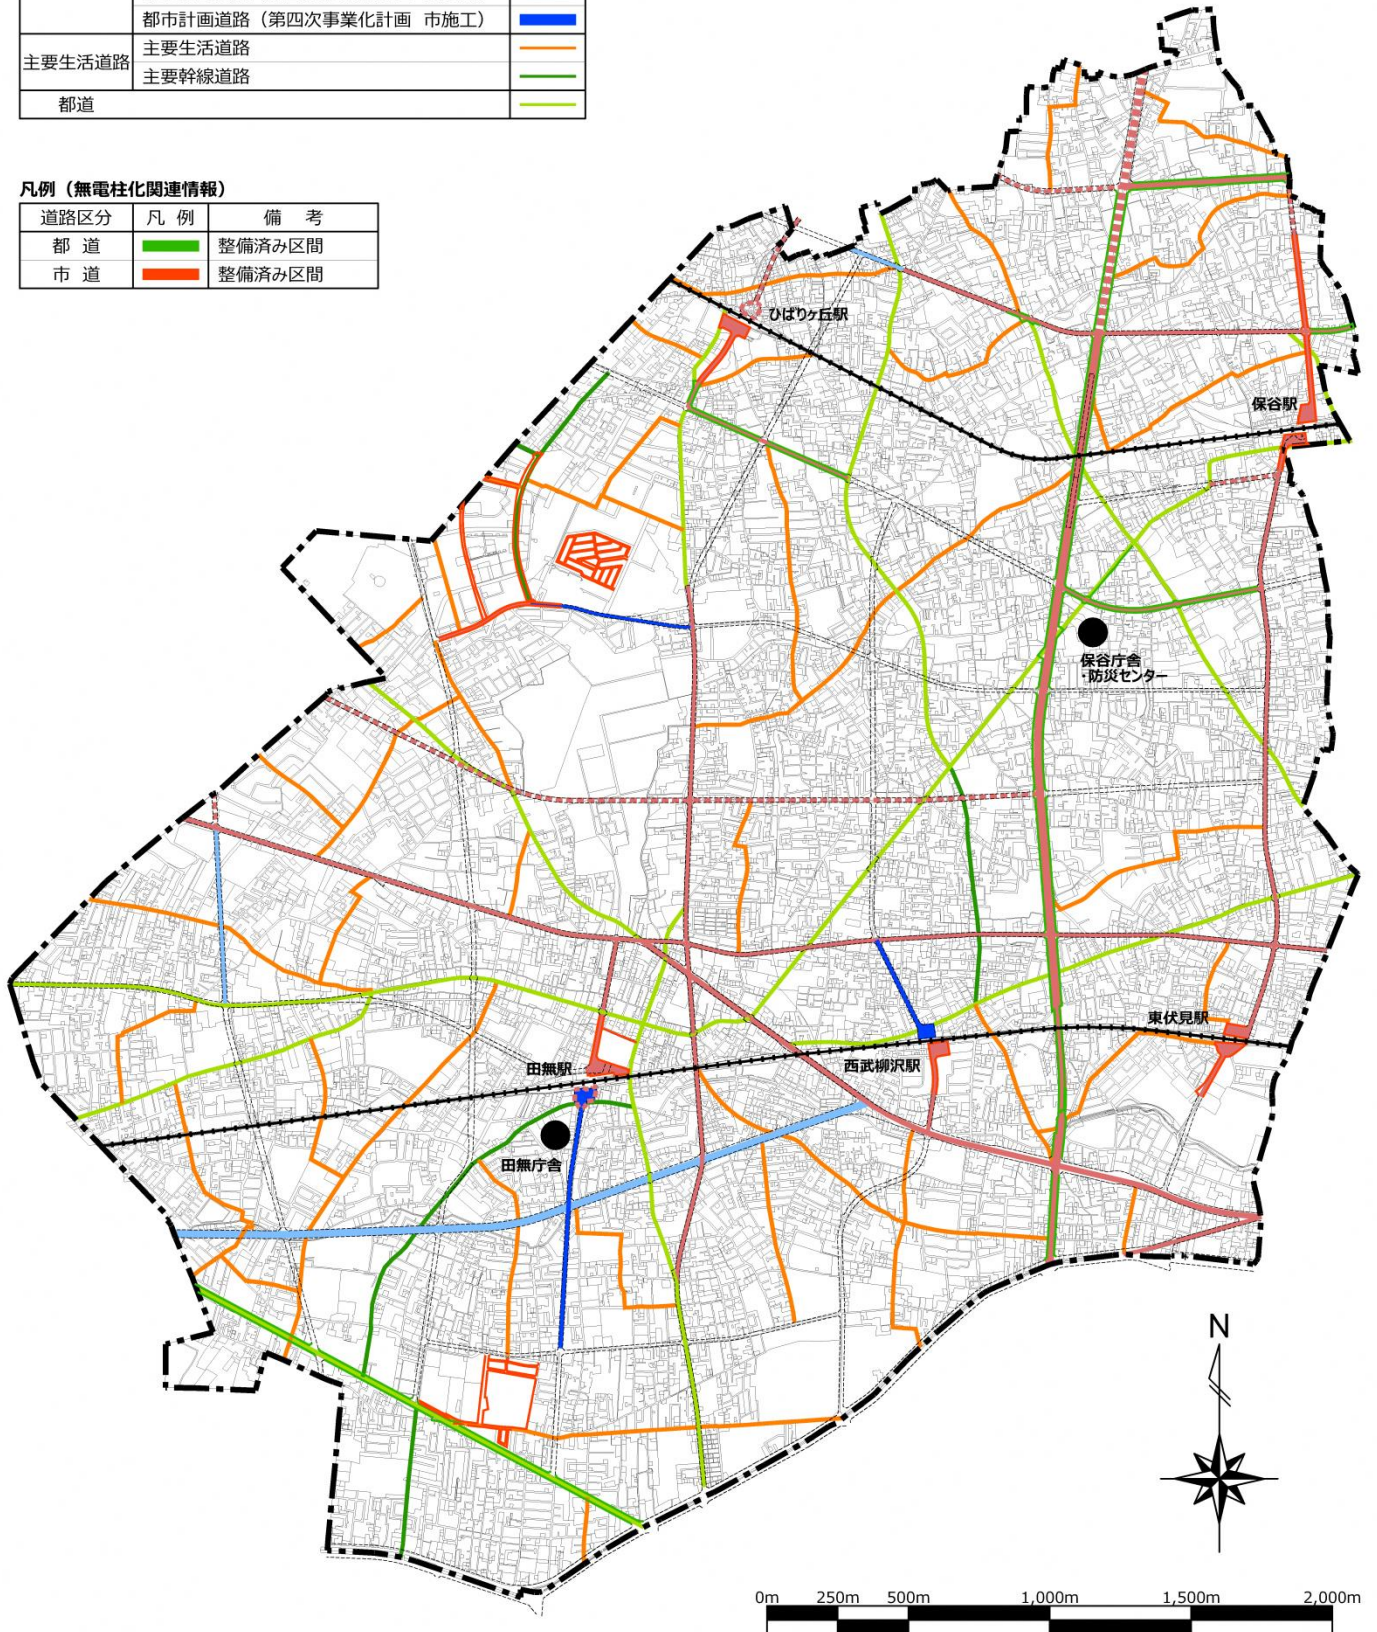 都市計画道路（第四次事業化計画　市施工）
主要生活道路
主要生活道路
主要幹線道路
都道
凡例（無電柱化関連情報）
道路区分 凡 例 備 考
都 道 整備済み区間
市 道 整備済み区間
ひばりヶ丘駅
保谷駅
保谷庁舎
・防災センター
東伏見駅
西武柳沢駅
田無駅
田無庁舎
N
0m 250m 500m 1,000m 1,500m 2,000m